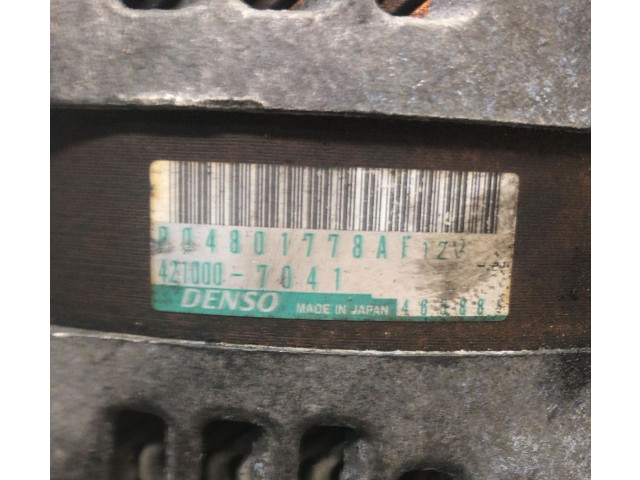 P04801778AF 12V
421000-7041
DENSO MADE IN JAPAN